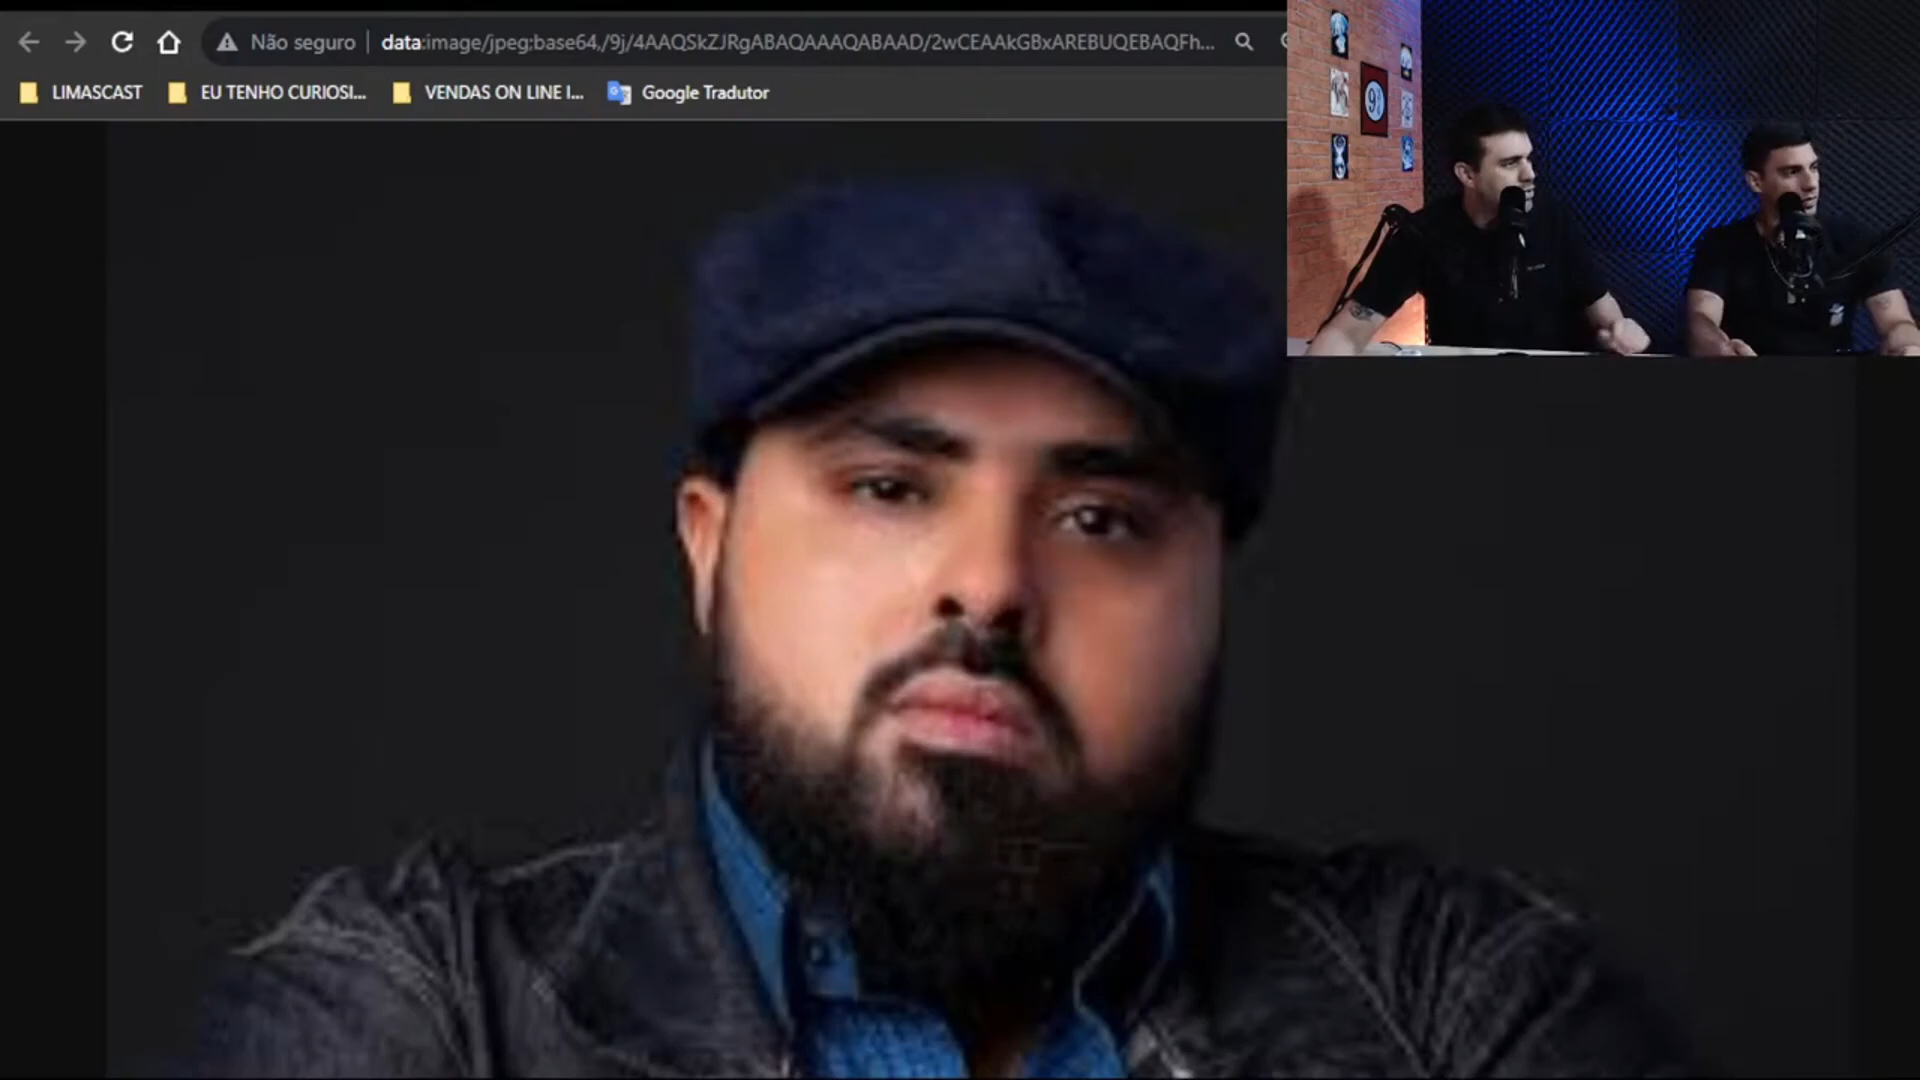 Não seguro data:image/jpeg;base64,/9j/4AAQSkZJRgABAQAAAQABAAD/2wCEAAkGBxAREBUQEBAQFh...
LIMASCAST EU TENHO CURIOSI... VENDAS ON LINE I... Google Tradutor